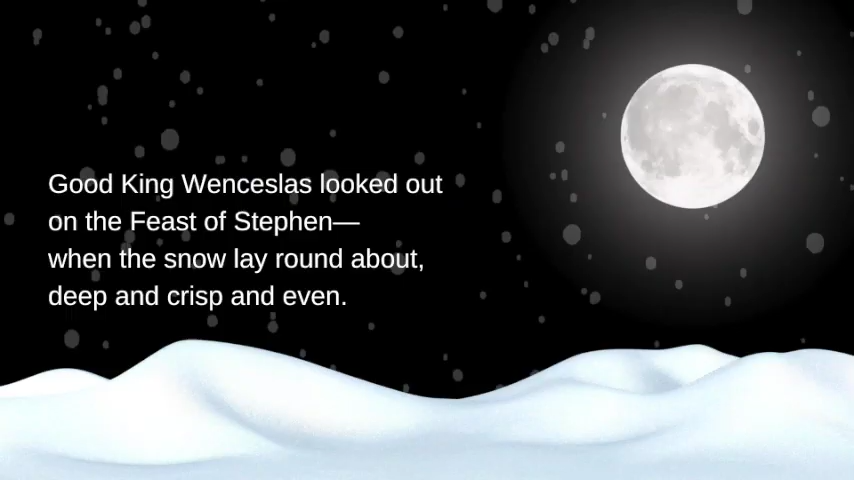 Good King Wenceslas looked out
on the Feast of Stephen—
when the snow lay round about,
deep and crisp and even.